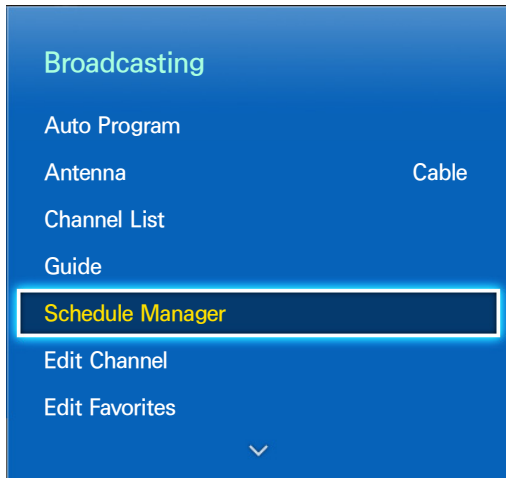 Broadcasting
Auto Program
Antenna Cable
Channel List
Guide
Schedule Manager
Edit Channel
Edit Favorites